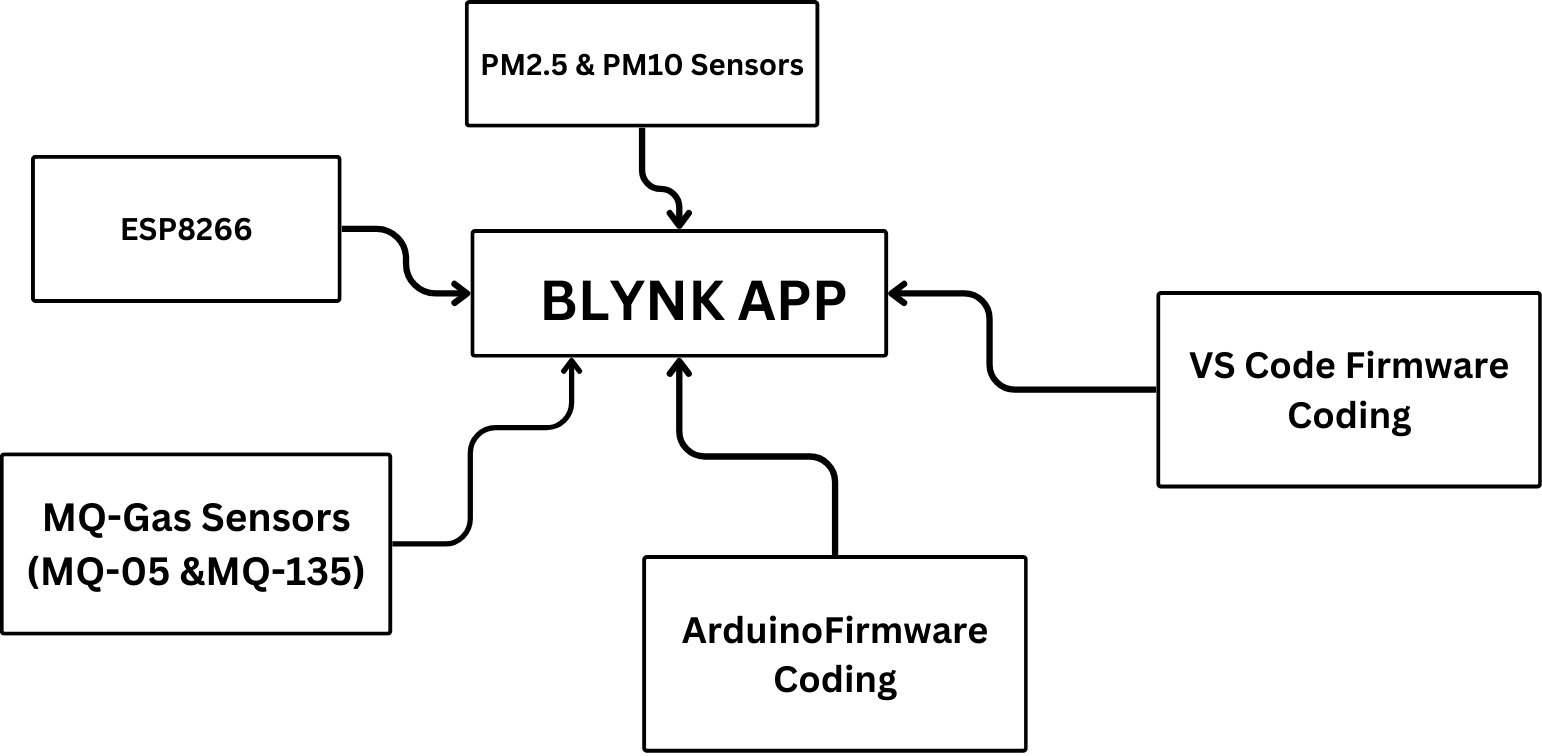 PM2.5 & PM10 Sensors
ESP8266
BLYNK APP
VS Code Firmware
Coding
MQ-Gas Sensors
(MQ-05 &MQ-135)
ArduinoFirmware
Coding